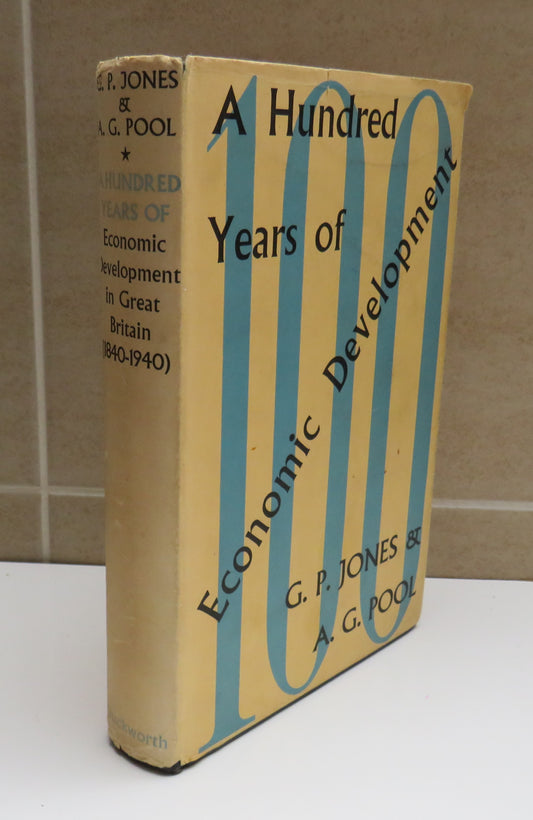 G. P. JONES
&
A. G. POOL
★
A HUNDRED
YEARS OF
Economic
Development
in Great
Britain
(1840-1940)
Duckworth
100
A Hundred
Years of
Economic Development
G. P. JONES &
A. G. POOL